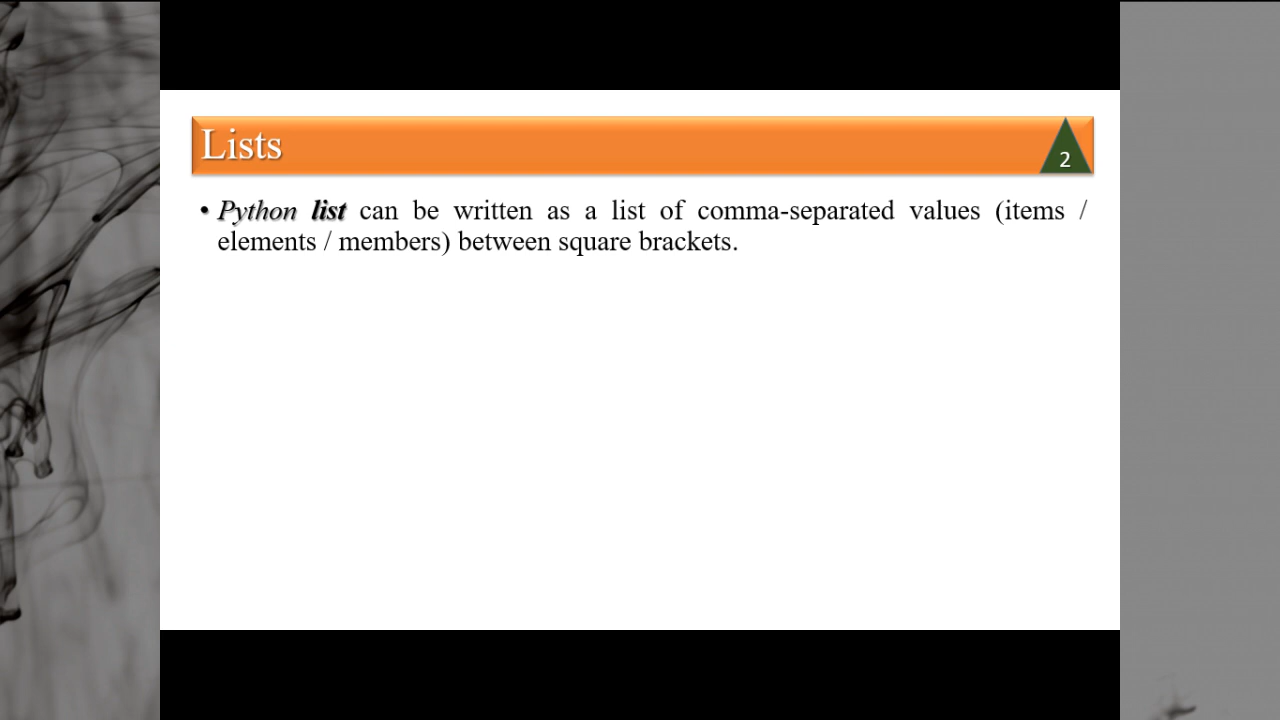 Lists
2
• Python list can be written as a list of comma-separated values (items /
elements / members) between square brackets.